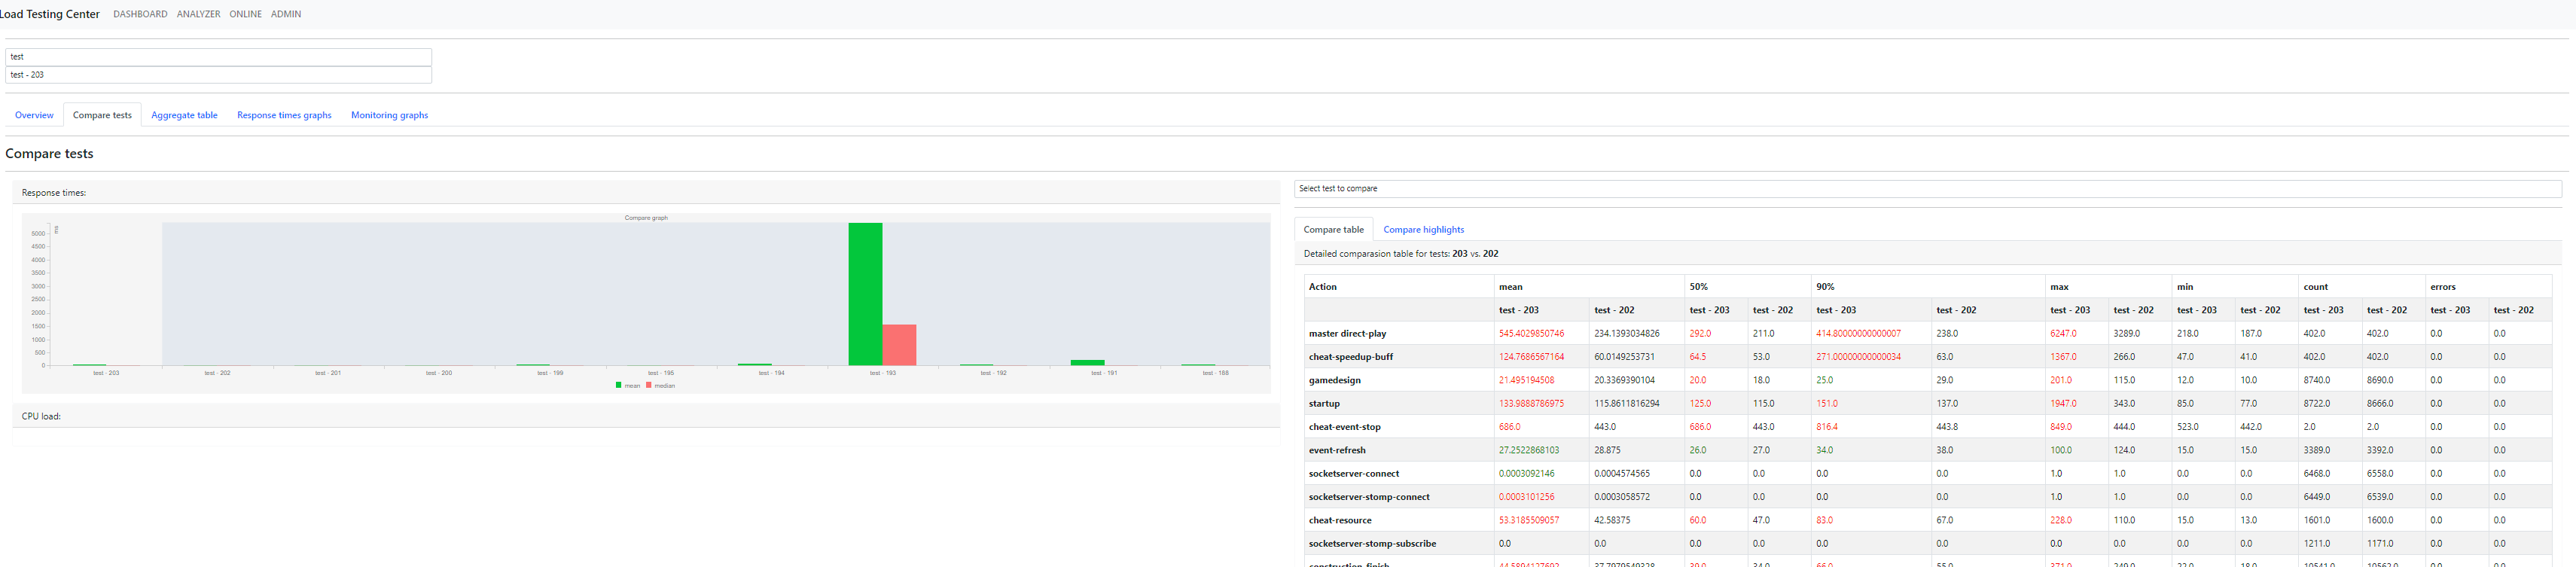 Load Testing Center DASHBOARD ANALYZER ONLINE ADMIN
test
test - 203
Overview Compare tests Aggregate table Response times graphs Monitoring graphs
Compare tests
Response times:
Compare graph
ms
5000
4500
4000
3500
3000
2500
2000
1500
1000
500
0
test - 203 test - 202 test - 201 test - 200 test - 199 test - 195 test - 194 test - 193 test - 192 test - 191 test - 188
mean median
CPU load:
Select test to compare
Compare table Compare highlights
Detailed comparasion table for tests: 203 vs. 202
Action mean 50% 90% max min count errors
test - 203 test - 202 test - 203 test - 202 test - 203 test - 202 test - 203 test - 202 test - 203 test - 202 test - 203 test - 202 test - 203 test - 202
master direct-play 545.4029850746 234.1393034826 292.0 211.0 414.80000000000007 238.0 6247.0 3289.0 218.0 187.0 402.0 402.0 0.0 0.0
cheat-speedup-buff 124.7686567164 60.0149253731 64.5 53.0 271.00000000000034 63.0 1367.0 266.0 47.0 41.0 402.0 402.0 0.0 0.0
gamedesign 21.495194508 20.3369390104 20.0 18.0 25.0 29.0 201.0 115.0 12.0 10.0 8740.0 8690.0 0.0 0.0
startup 133.9888786975 115.8611816294 125.0 115.0 151.0 137.0 1947.0 343.0 85.0 77.0 8722.0 8666.0 0.0 0.0
cheat-event-stop 686.0 443.0 686.0 443.0 816.4 443.8 849.0 444.0 523.0 442.0 2.0 2.0 0.0 0.0
event-refresh 27.2522868103 28.875 26.0 27.0 34.0 38.0 100.0 124.0 15.0 15.0 3389.0 3392.0 0.0 0.0
socketserver-connect 0.0003092146 0.0004574565 0.0 0.0 0.0 0.0 1.0 1.0 0.0 0.0 6468.0 6558.0 0.0 0.0
socketserver-stomp-connect 0.0003101256 0.0003058572 0.0 0.0 0.0 0.0 1.0 1.0 0.0 0.0 6449.0 6539.0 0.0 0.0
cheat-resource 53.3185509057 42.58375 60.0 47.0 83.0 67.0 228.0 110.0 15.0 13.0 1601.0 1600.0 0.0 0.0
socketserver-stomp-subscribe 0.0 0.0 0.0 0.0 0.0 0.0 0.0 0.0 0.0 0.0 1211.0 1171.0 0.0 0.0
construction-finish 39.0 34.0 66.0 55.0 22.0 18.0 0.0 0.0